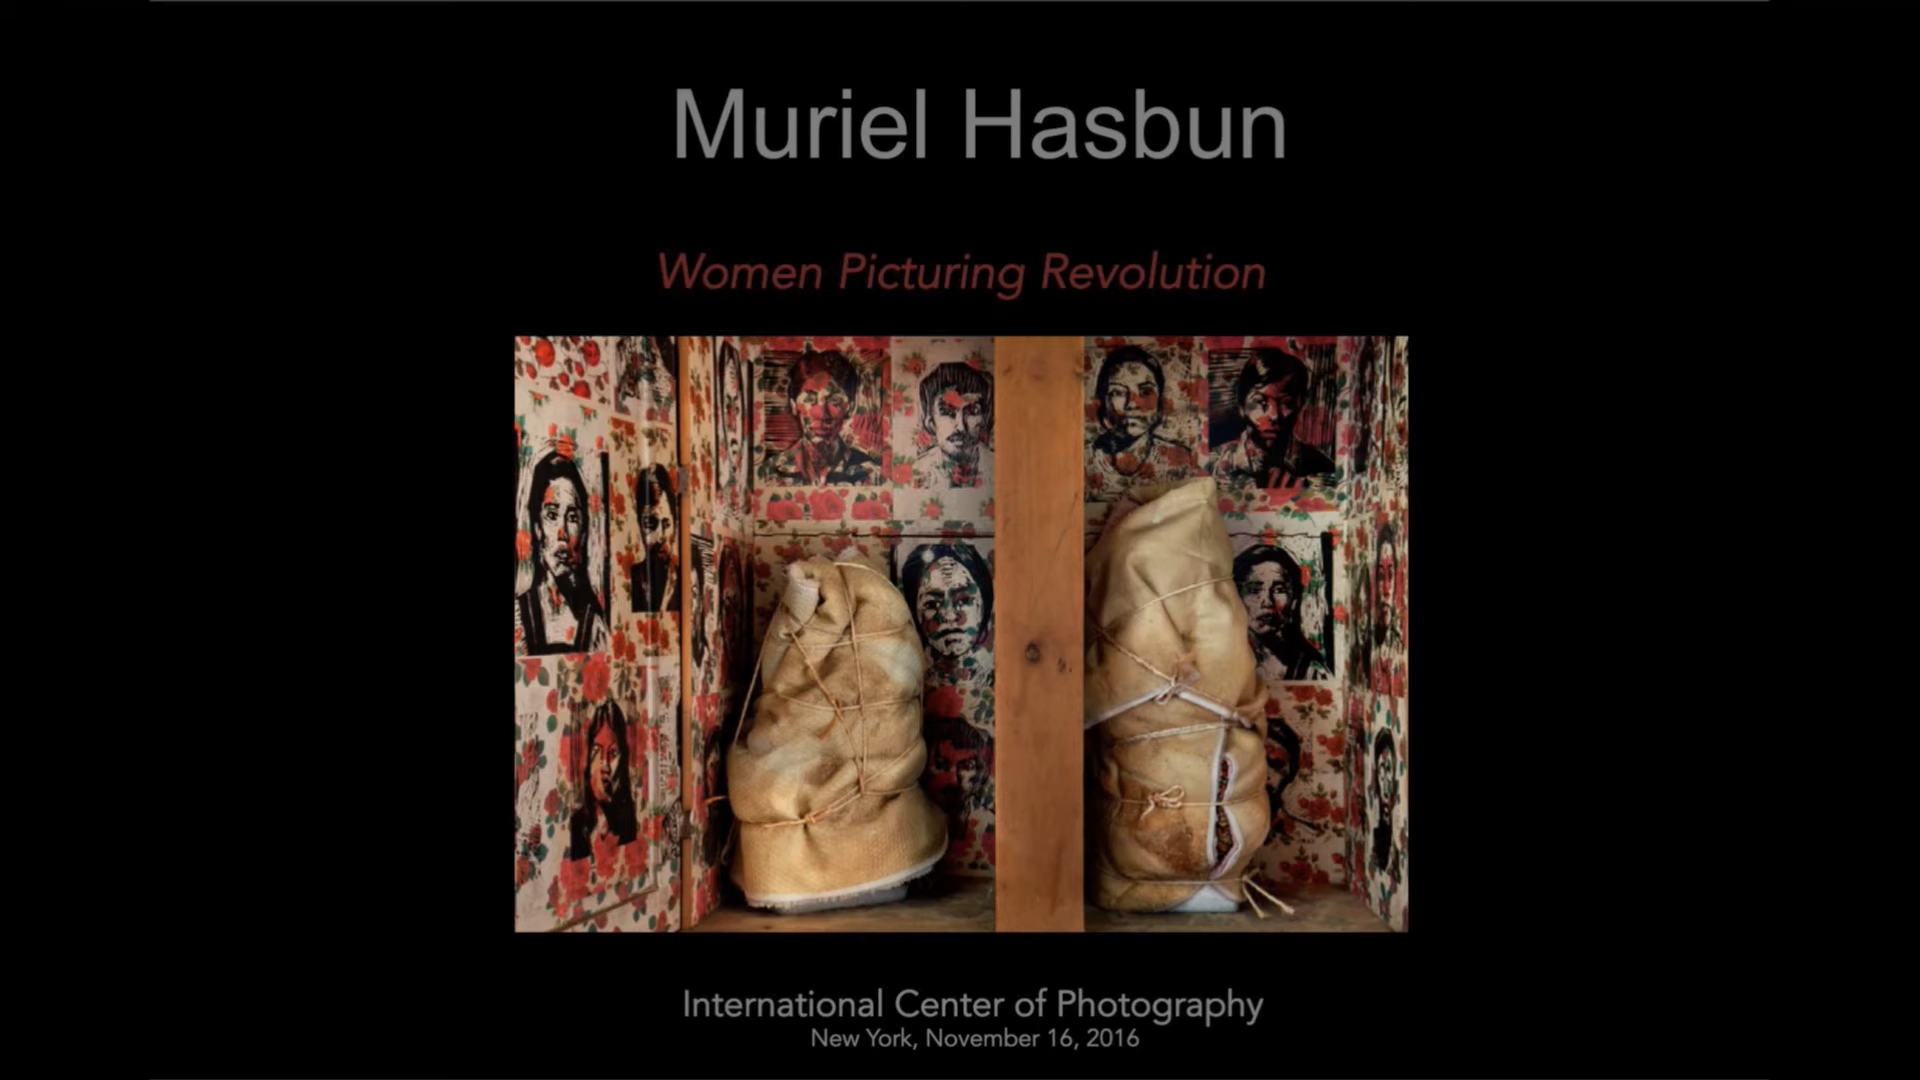 Muriel Hasbun
Women Picturing Revolution
International Center of Photography
New York, November 16, 2016